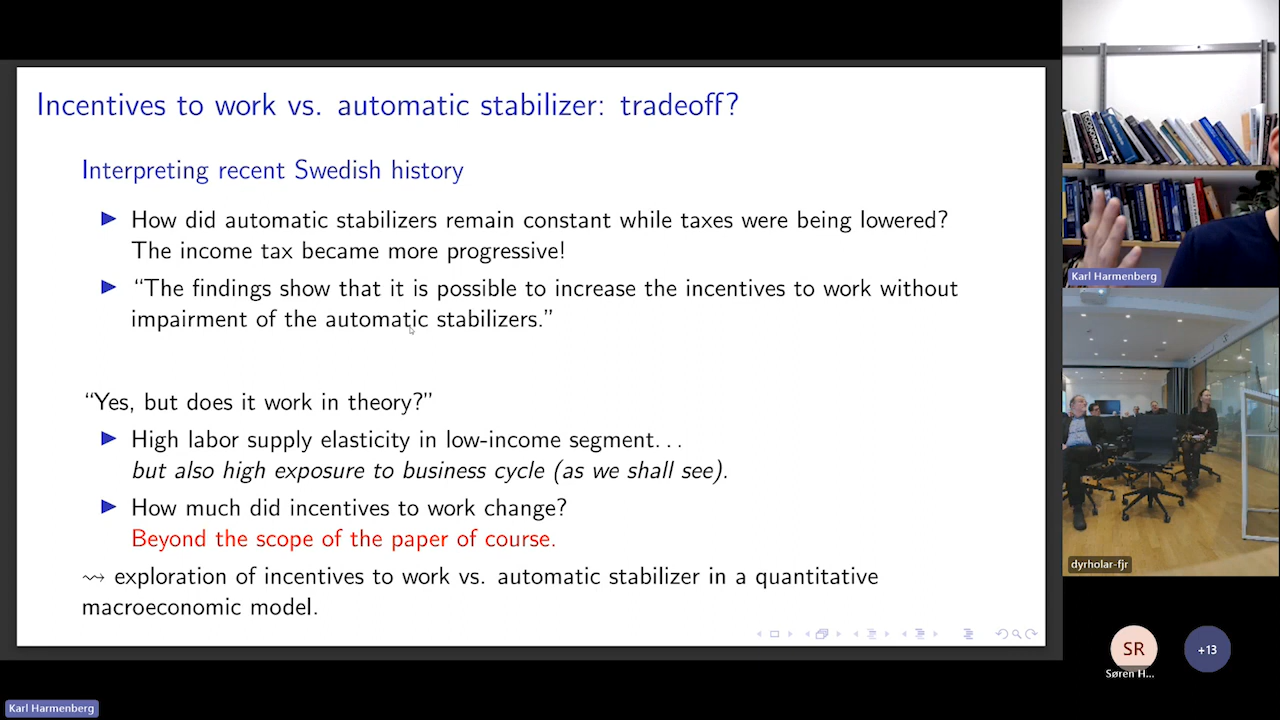 Incentives to work vs. automatic stabilizer: tradeoff?
Interpreting recent Swedish history
How did automatic stabilizers remain constant while taxes were being lowered?
The income tax became more progressive!
“The findings show that it is possible to increase the incentives to work without
impairment of the automatic stabilizers.”
“Yes, but does it work in theory?”
High labor supply elasticity in low-income segment. . .
but also high exposure to business cycle (as we shall see).
How much did incentives to work change?
Beyond the scope of the paper of course.
⇝ exploration of incentives to work vs. automatic stabilizer in a quantitative
macroeconomic model.
Karl Harmenberg
dyrholar-fjr
SR
Søren H...
+13
Karl Harmenberg